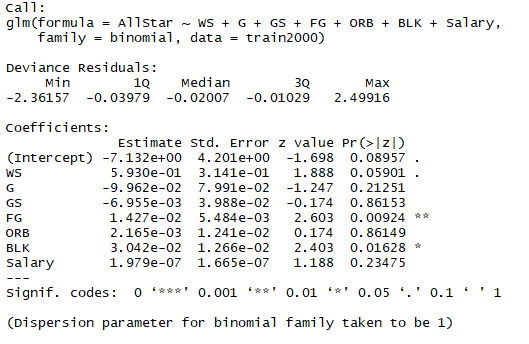 Call:
glm(formula = AllStar ~ WS + G + GS + FG + ORB + BLK + Salary,
    family = binomial, data = train2000)

Deviance Residuals:
     Min       1Q   Median       3Q      Max
-2.36157 -0.03979 -0.02007 -0.01029  2.49916

Coefficients:
              Estimate Std. Error z value Pr(>|z|)
(Intercept) -7.132e+00  4.201e+00  -1.698  0.08957 .
WS           5.930e-01  3.141e-01   1.888  0.05901 .
G           -9.962e-02  7.991e-02  -1.247  0.21251
GS          -6.955e-03  3.988e-02  -0.174  0.86153
FG           1.427e-02  5.484e-03   2.603  0.00924 **
ORB          2.165e-03  1.241e-02   0.174  0.86149
BLK          3.042e-02  1.266e-02   2.403  0.01628 *
Salary       1.979e-07  1.665e-07   1.188  0.23475
---
Signif. codes:  0 ‘***’ 0.001 ‘**’ 0.01 ‘*’ 0.05 ‘.’ 0.1 ‘ ’ 1

(Dispersion parameter for binomial family taken to be 1)